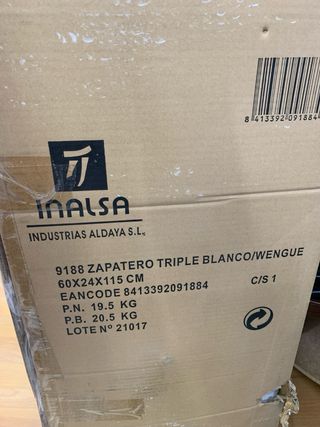 8 413392 091884
INALSA
INDUSTRIAS ALDAYA S.L.
9188 ZAPATERO TRIPLE BLANCO/WENGUE
60X24X115 CM
EANCODE 8413392091884 C/S 1
P.N. 19.5 KG
P.B. 20.5 KG
LOTE Nº 21017